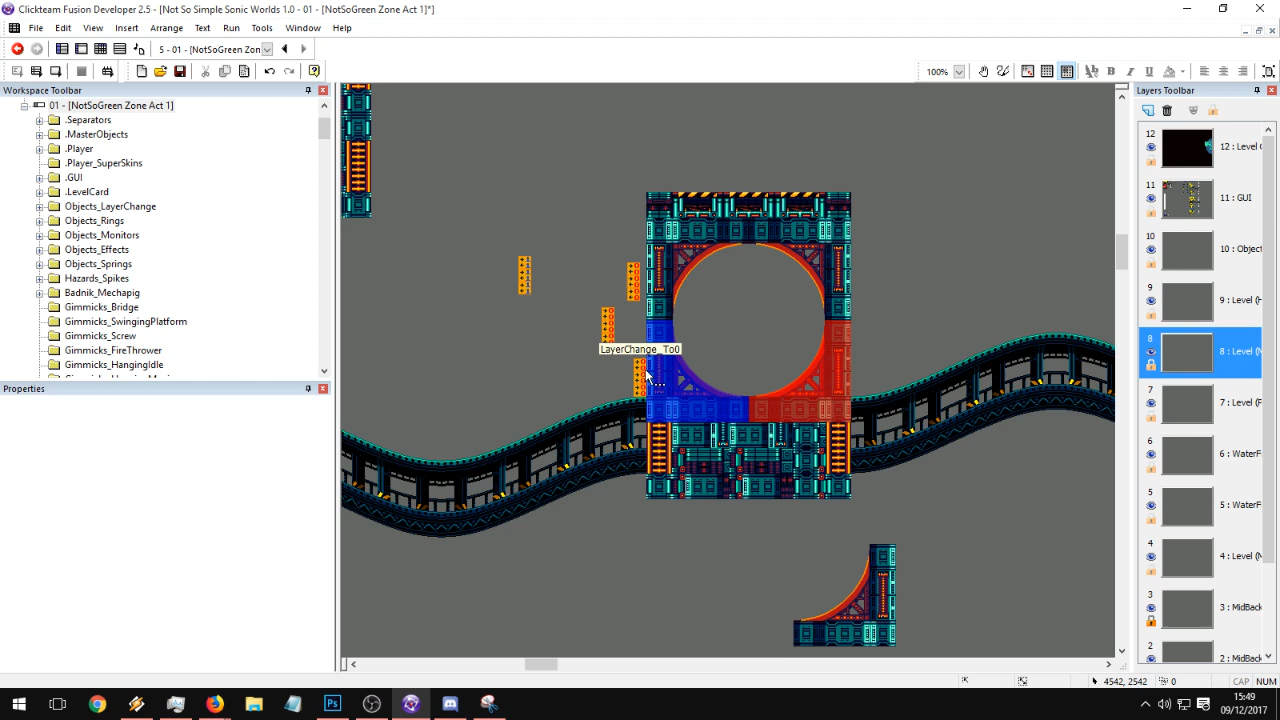 Clickteam Fusion Developer 2.5 - [Not So Simple Sonic Worlds 1.0 - 01 - [NotSoGreen Zone Act 1]*]
File Edit View Insert Arrange Text Run Tools Window Help
5 - 01 - [NotSoGreen Zon
100%
Workspace Toolbar
01 - [NotSoGreen Zone Act 1]
.Separators
.MasterObjects
.Player
.Player_SuperSkins
.GUI
.LevelCard
Objects_LayerChange
Objects_Rings
Objects_Monitors
Objects_Effects
Objects_Springs
Hazards_Spikes
Badnik_Mechapig
Gimmicks_Bridge
Gimmicks_SwingingPlatform
Gimmicks_Screw
Gimmicks_FireThrower
Gimmicks_HangingIdle
Properties
LayerChange_To0
Layers Toolbar
12 12 : Level (
11 11 : GUI
10 10 : Object
9 9 : Level (F
8 8 : Level (N
7 7 : Level (
6 6 : WaterF
5 5 : WaterF
4 4 : Level (N
3 3 : MidBack
2 2 : MidBack
4542, 2542 0 CAP NUM
15:49
09/12/2017